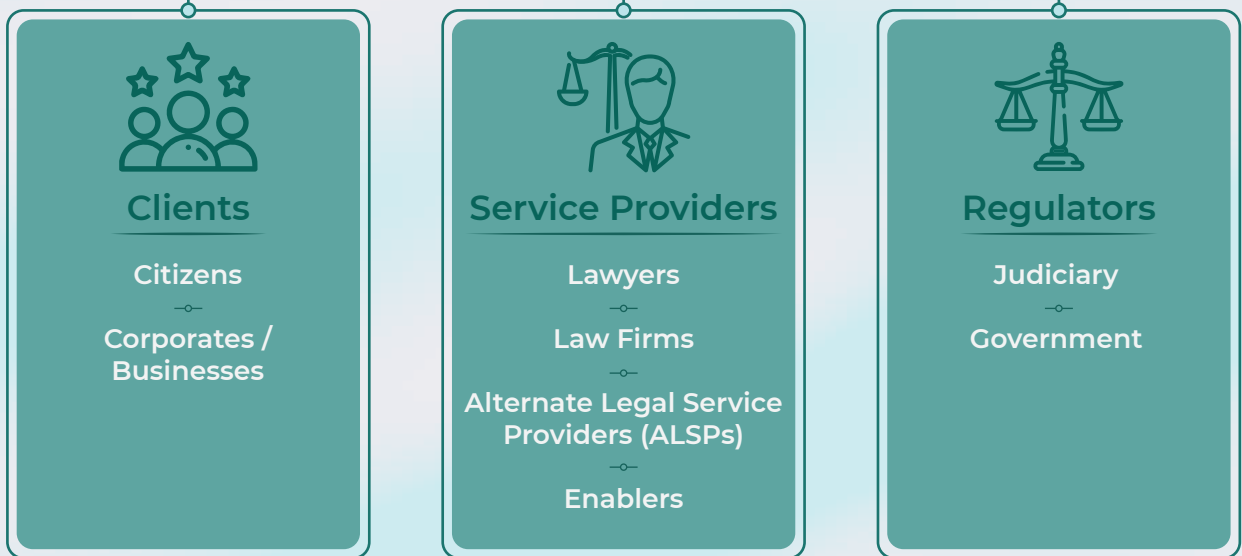 Clients
Citizens
Corporates /
Businesses
Service Providers
Lawyers
Law Firms
Alternate Legal Service
Providers (ALSPs)
Enablers
Regulators
Judiciary
Government